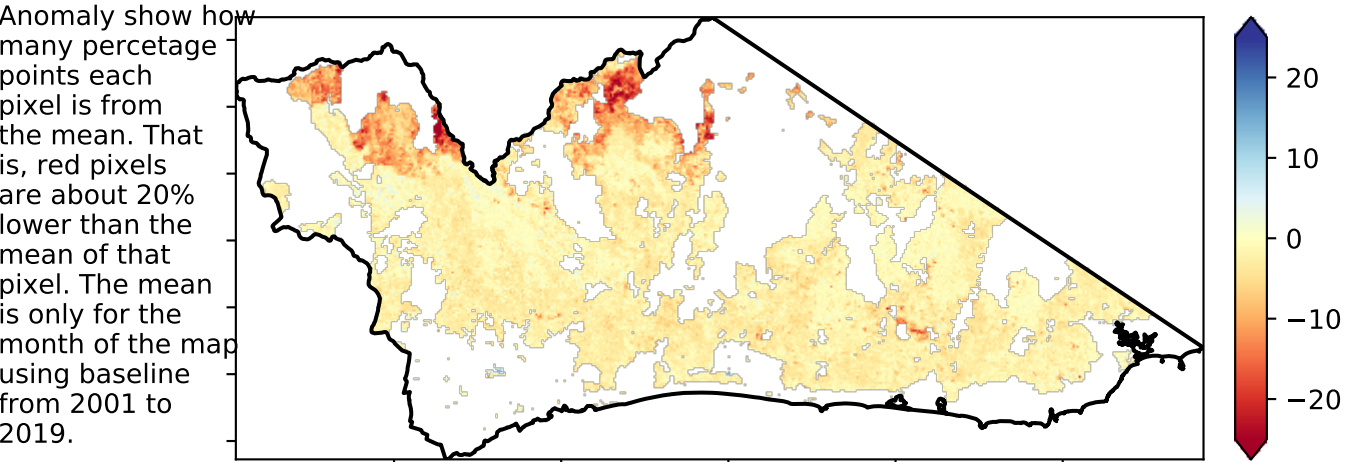 Anomaly show how
many percetage
points each
pixel is from
the mean. That
is, red pixels
are about 20%
lower than the
mean of that
pixel. The mean
is only for the
month of the map
using baseline
from 2001 to
2019.
20
10
0
−10
−20